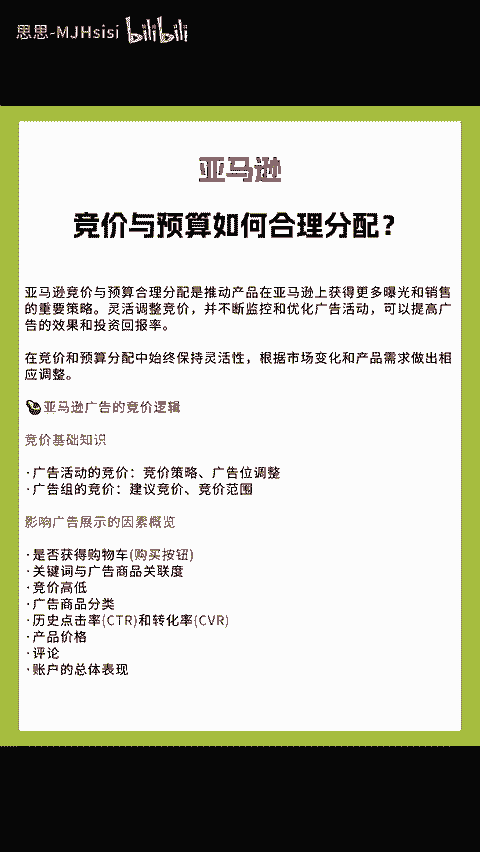 思思-MJHsisi bilibili
亚马逊
竞价与预算如何合理分配？
亚马逊竞价与预算合理分配是推动产品在亚马逊上获得更多曝光和销售
的重要策略。灵活调整竞价，并不断监控和优化广告活动，可以提高广
告的效果和投资回报率。
在竞价和预算分配中始终保持灵活性，根据市场变化和产品需求做出相
应调整。
亚马逊广告的竞价逻辑
竞价基础知识
·广告活动的竞价：竞价策略、广告位调整
·广告组的竞价：建议竞价、竞价范围
影响广告展示的因素概览
·是否获得购物车(购买按钮)
·关键词与广告商品关联度
·竞价高低
·广告商品分类
·历史点击率(CTR)和转化率(CVR)
·产品价格
·评论
·账户的总体表现